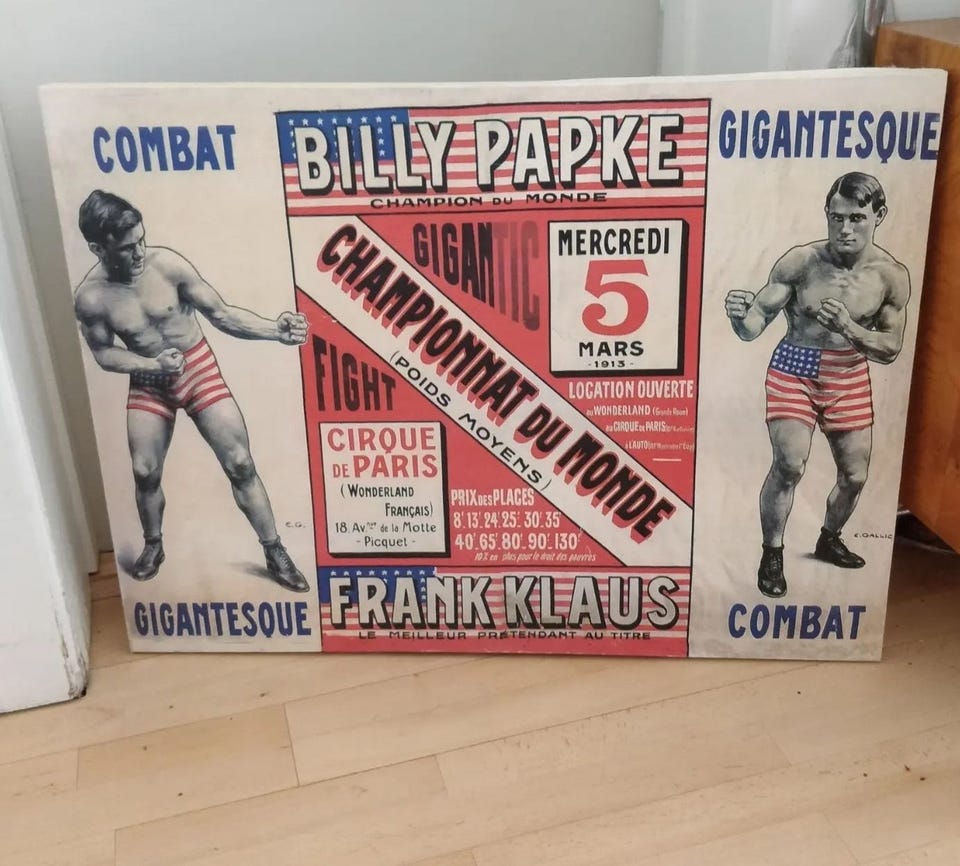 COMBAT
GIGANTESQUE
BILLY PAPKE
CHAMPION DU MONDE
GIGANTIC
FIGHT
CHAMPIONNAT DU MONDE
(POIDS MOYENS)
MERCREDI
5
MARS
-1913-
LOCATION OUVERTE
au WONDERLAND (Grande Roue)
au CIRQUE DE PARIS
à L'AUTO
CIRQUE
DE PARIS
(WONDERLAND
FRANÇAIS)
18. Avnue de la Motte
- Picquet -
PRIX DES PLACES
8f. 13f. 24f. 25f. 30f. 35f
40f. 65f. 80f. 90f. 130f
10% en plus pour le droit des pauvres
E.G.
E. GALLIC
FRANK KLAUS
LE MEILLEUR PRÉTENDANT AU TITRE
GIGANTESQUE
COMBAT